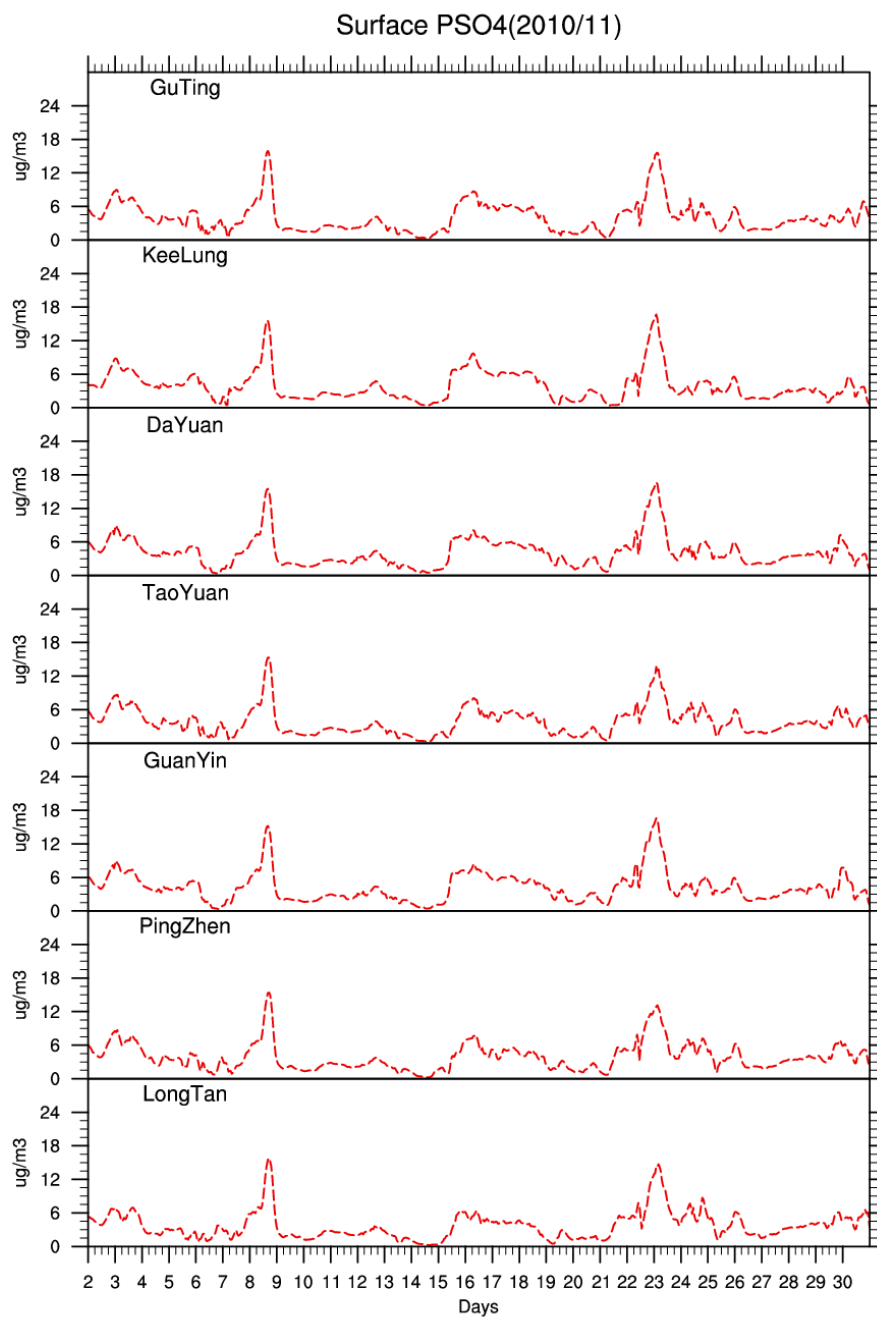 Surface PSO4(2010/11)
GuTing
24
18
12
6
0
ug/m3
KeeLung
24
18
12
6
0
ug/m3
DaYuan
24
18
12
6
0
ug/m3
TaoYuan
24
18
12
6
0
ug/m3
GuanYin
24
18
12
6
0
ug/m3
PingZhen
24
18
12
6
0
ug/m3
LongTan
24
18
12
6
0
ug/m3
2 3 4 5 6 7 8 9 10 11 12 13 14 15 16 17 18 19 20 21 22 23 24 25 26 27 28 29 30
Days